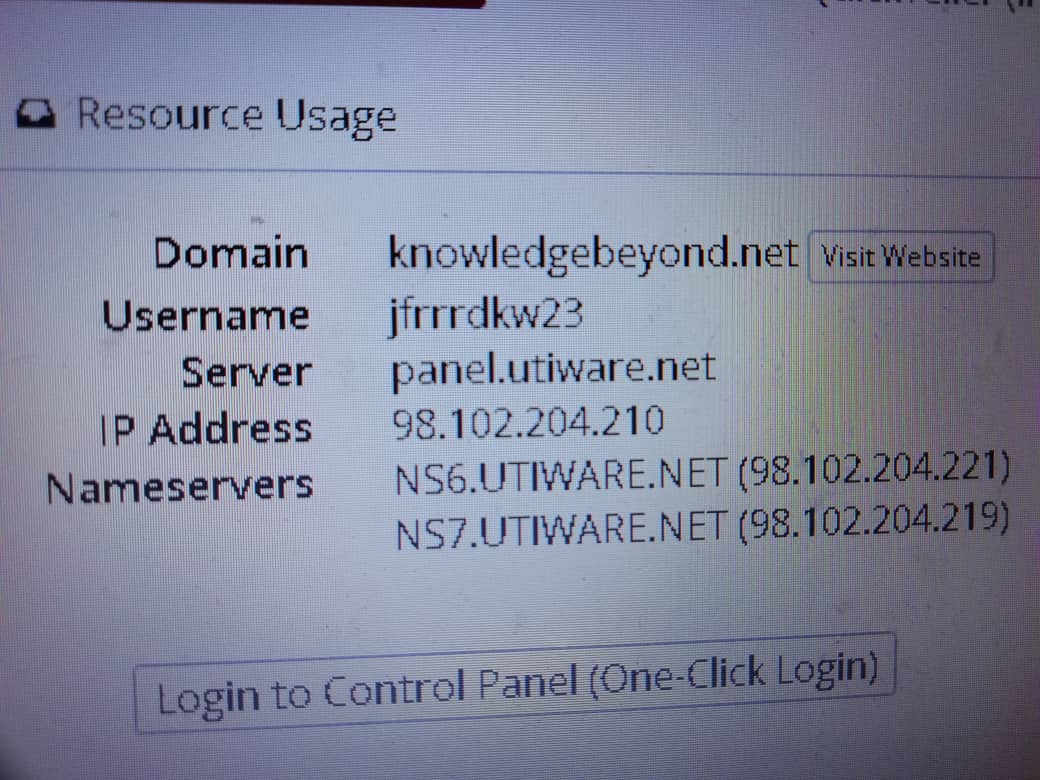 Resource Usage
Domain knowledgebeyond.net Visit Website
Username jfrrrdkw23
Server panel.utiware.net
IP Address 98.102.204.210
Nameservers NS6.UTIWARE.NET (98.102.204.221)
NS7.UTIWARE.NET (98.102.204.219)
Login to Control Panel (One-Click Login)